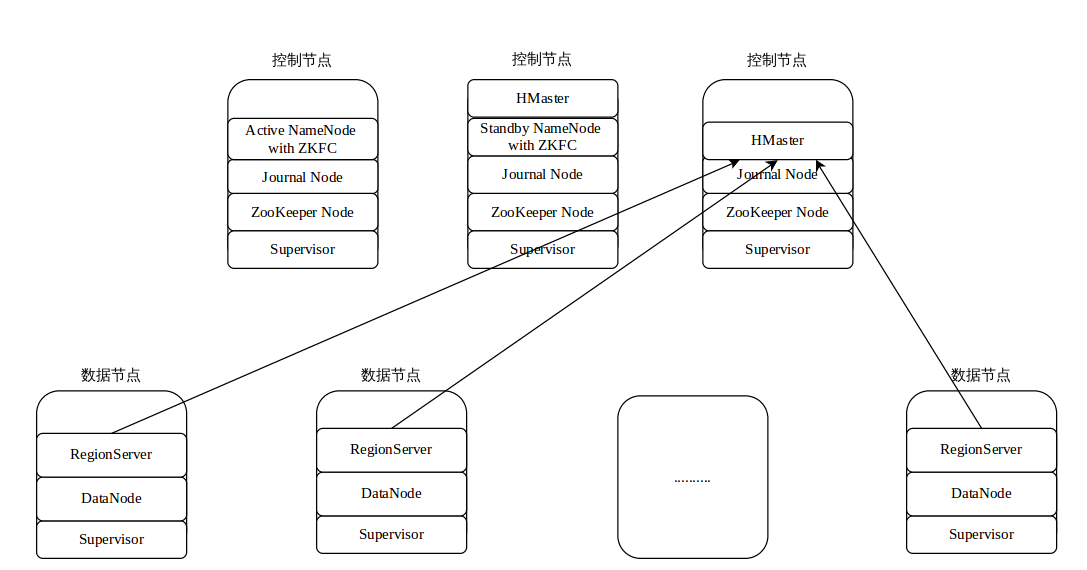 控制节点
Active NameNode
with ZKFC
Journal Node
ZooKeeper Node
Supervisor
控制节点
HMaster
Standby NameNode
with ZKFC
Journal Node
ZooKeeper Node
Supervisor
控制节点
HMaster
Journal Node
ZooKeeper Node
Supervisor
数据节点
RegionServer
DataNode
Supervisor
数据节点
RegionServer
DataNode
Supervisor
..........
数据节点
RegionServer
DataNode
Supervisor